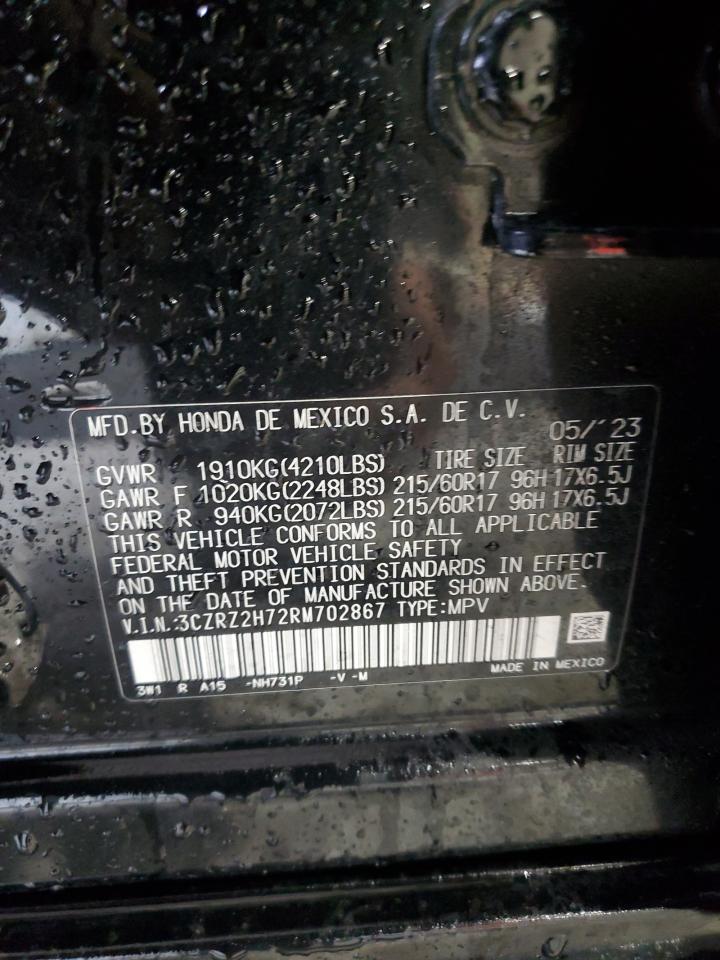 MFD.BY HONDA DE MEXICO S.A. DE C.V.
05/'23
GVWR 1910KG(4210LBS) TIRE SIZE RIM SIZE
GAWR F 1020KG(2248LBS) 215/60R17 96H 17X6.5J
GAWR R 940KG(2072LBS) 215/60R17 96H 17X6.5J
THIS VEHICLE CONFORMS TO ALL APPLICABLE
FEDERAL MOTOR VEHICLE SAFETY
AND THEFT PREVENTION STANDARDS IN EFFECT
ON THE DATE OF MANUFACTURE SHOWN ABOVE.
V.I.N.:3CZRZ2H72RM702867 TYPE:MPV
MADE IN MEXICO
3W1 R A15 -NH731P -V -M